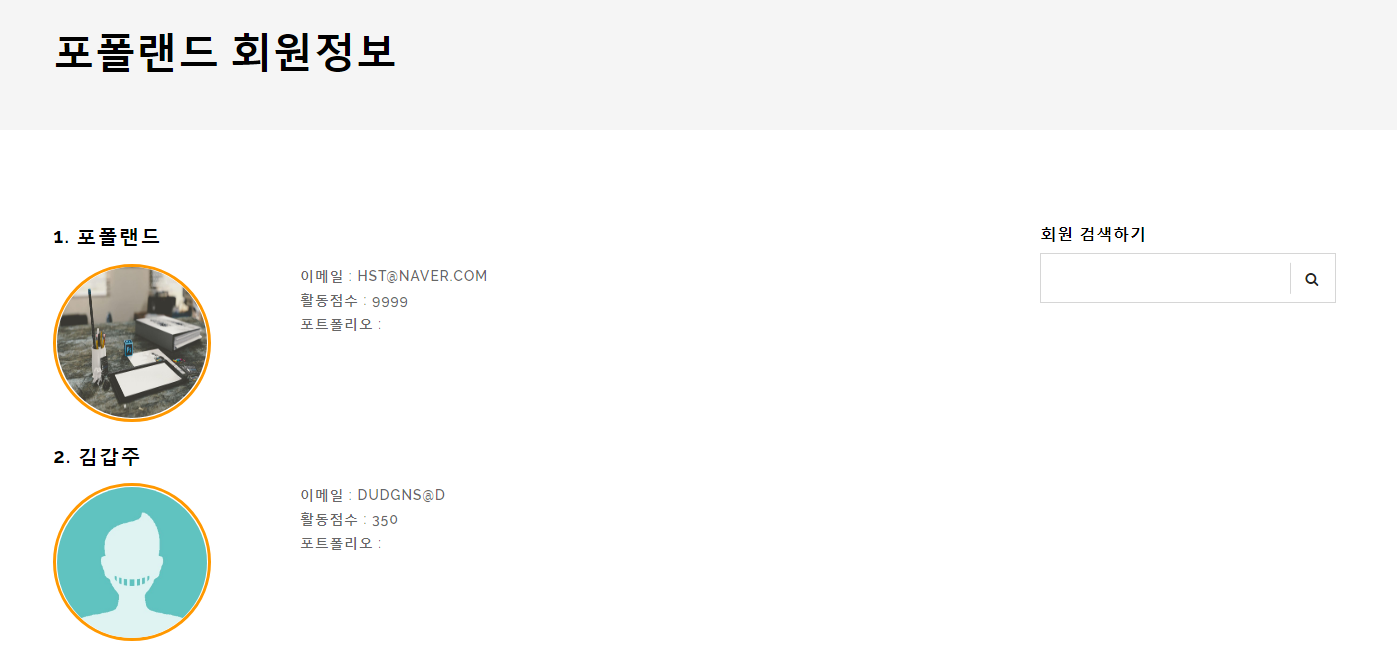 포폴랜드 회원정보
1. 포폴랜드
이메일 : HST@NAVER.COM
활동점수 : 9999
포트폴리오 :
2. 김갑주
이메일 : DUDGNS@D
활동점수 : 350
포트폴리오 :
회원 검색하기